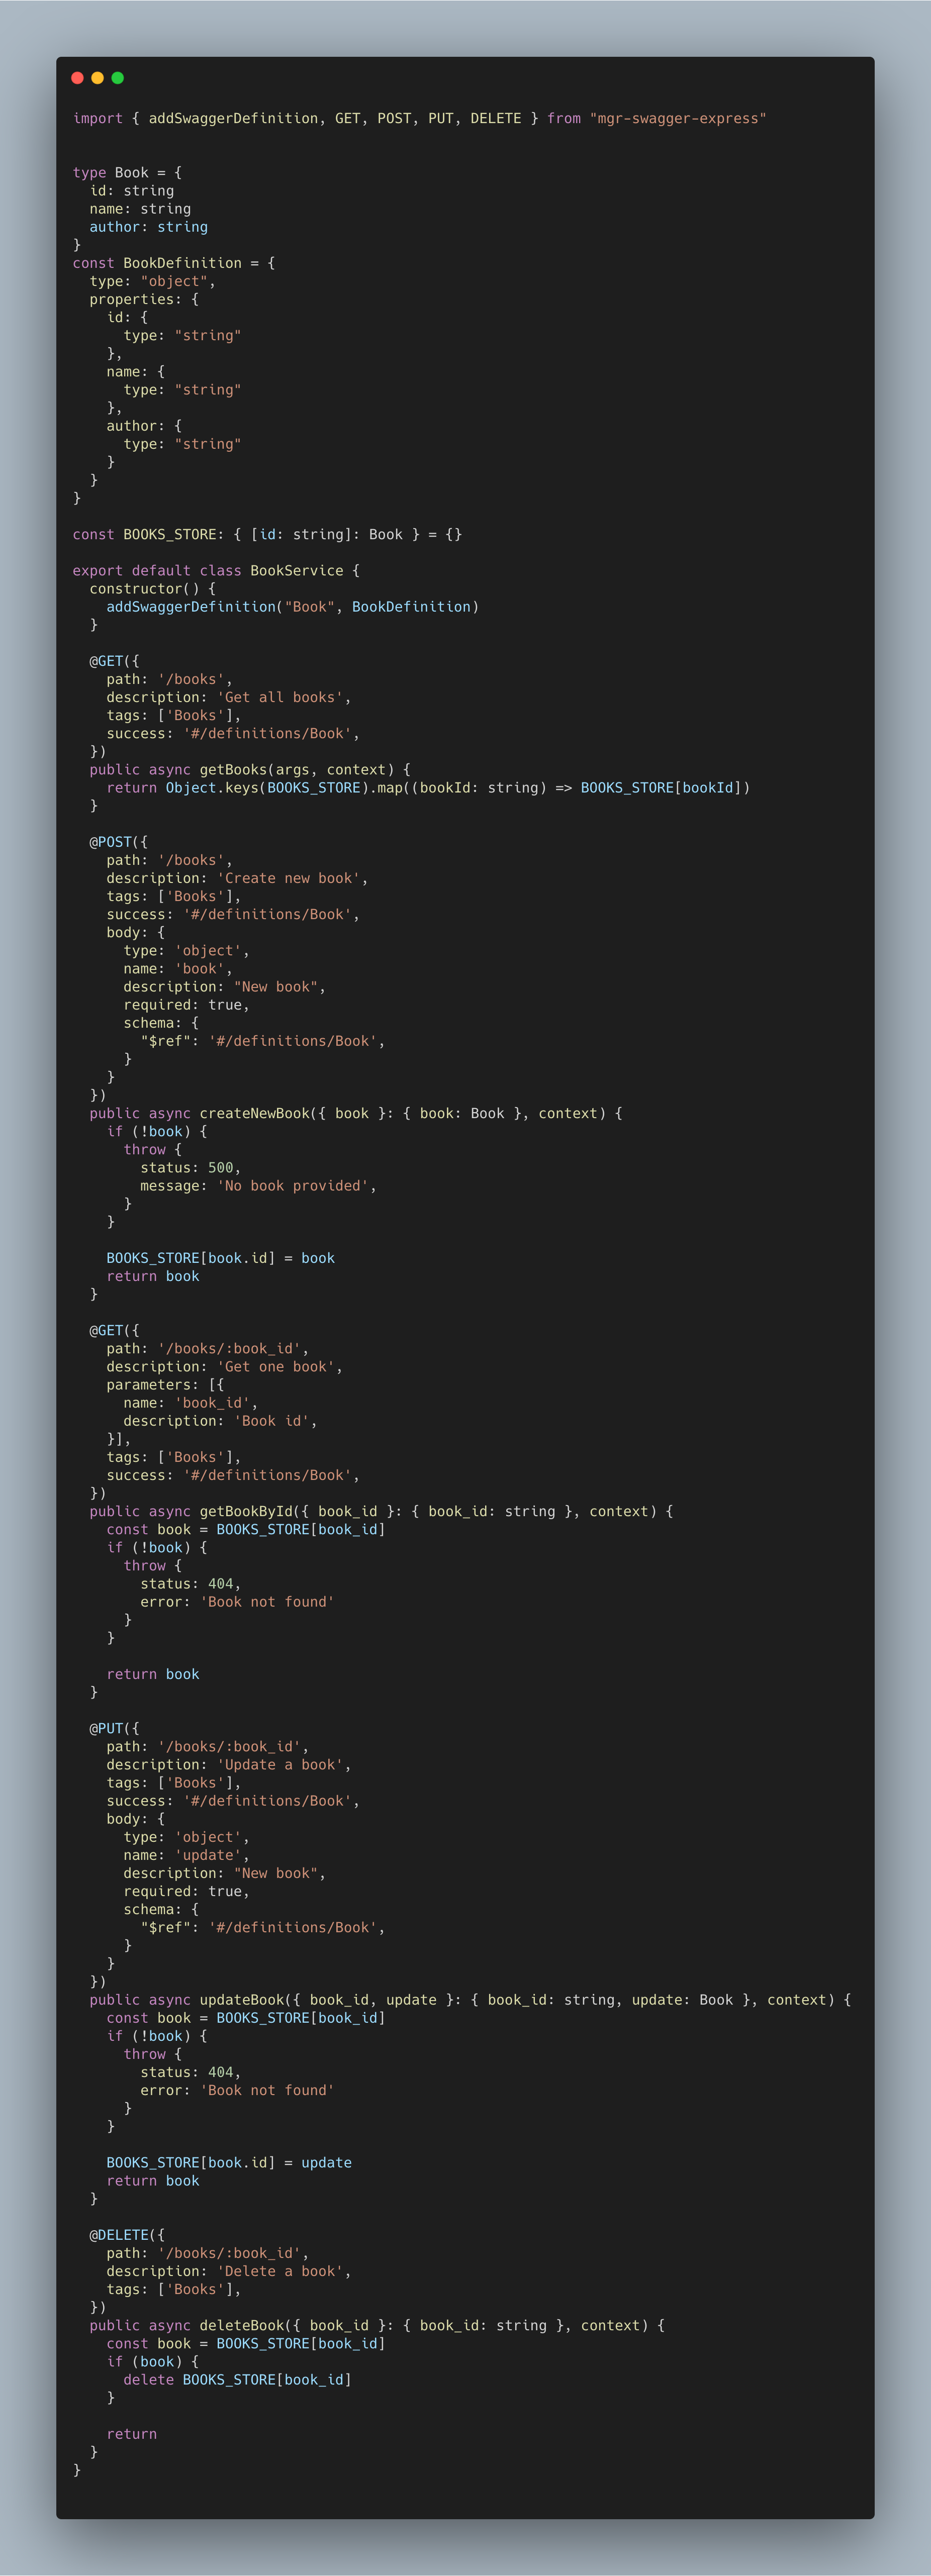 import { addSwaggerDefinition, GET, POST, PUT, DELETE } from "mgr-swagger-express"


type Book = {
  id: string
  name: string
  author: string
}
const BookDefinition = {
  type: "object",
  properties: {
    id: {
      type: "string"
    },
    name: {
      type: "string"
    },
    author: {
      type: "string"
    }
  }
}

const BOOKS_STORE: { [id: string]: Book } = {}

export default class BookService {
  constructor() {
    addSwaggerDefinition("Book", BookDefinition)
  }

  @GET({
    path: '/books',
    description: 'Get all books',
    tags: ['Books'],
    success: '#/definitions/Book',
  })
  public async getBooks(args, context) {
    return Object.keys(BOOKS_STORE).map((bookId: string) => BOOKS_STORE[bookId])
  }

  @POST({
    path: '/books',
    description: 'Create new book',
    tags: ['Books'],
    success: '#/definitions/Book',
    body: {
      type: 'object',
      name: 'book',
      description: "New book",
      required: true,
      schema: {
        "$ref": '#/definitions/Book',
      }
    }
  })
  public async createNewBook({ book }: { book: Book }, context) {
    if (!book) {
      throw {
        status: 500,
        message: 'No book provided',
      }
    }

    BOOKS_STORE[book.id] = book
    return book
  }

  @GET({
    path: '/books/:book_id',
    description: 'Get one book',
    parameters: [{
      name: 'book_id',
      description: 'Book id',
    }],
    tags: ['Books'],
    success: '#/definitions/Book',
  })
  public async getBookById({ book_id }: { book_id: string }, context) {
    const book = BOOKS_STORE[book_id]
    if (!book) {
      throw {
        status: 404,
        error: 'Book not found'
      }
    }

    return book
  }

  @PUT({
    path: '/books/:book_id',
    description: 'Update a book',
    tags: ['Books'],
    success: '#/definitions/Book',
    body: {
      type: 'object',
      name: 'update',
      description: "New book",
      required: true,
      schema: {
        "$ref": '#/definitions/Book',
      }
    }
  })
  public async updateBook({ book_id, update }: { book_id: string, update: Book }, context) {
    const book = BOOKS_STORE[book_id]
    if (!book) {
      throw {
        status: 404,
        error: 'Book not found'
      }
    }

    BOOKS_STORE[book.id] = update
    return book
  }

  @DELETE({
    path: '/books/:book_id',
    description: 'Delete a book',
    tags: ['Books'],
  })
  public async deleteBook({ book_id }: { book_id: string }, context) {
    const book = BOOKS_STORE[book_id]
    if (book) {
      delete BOOKS_STORE[book_id]
    }

    return
  }
}